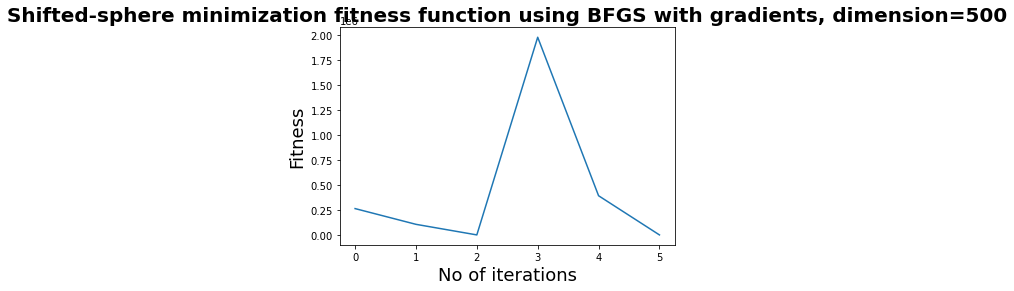 Shifted-sphere minimization fitness function using BFGS with gradients, dimension=500
1e6
2.00
1.75
1.50
1.25
1.00
0.75
0.50
0.25
0.00
Fitness
0 1 2 3 4 5
No of iterations